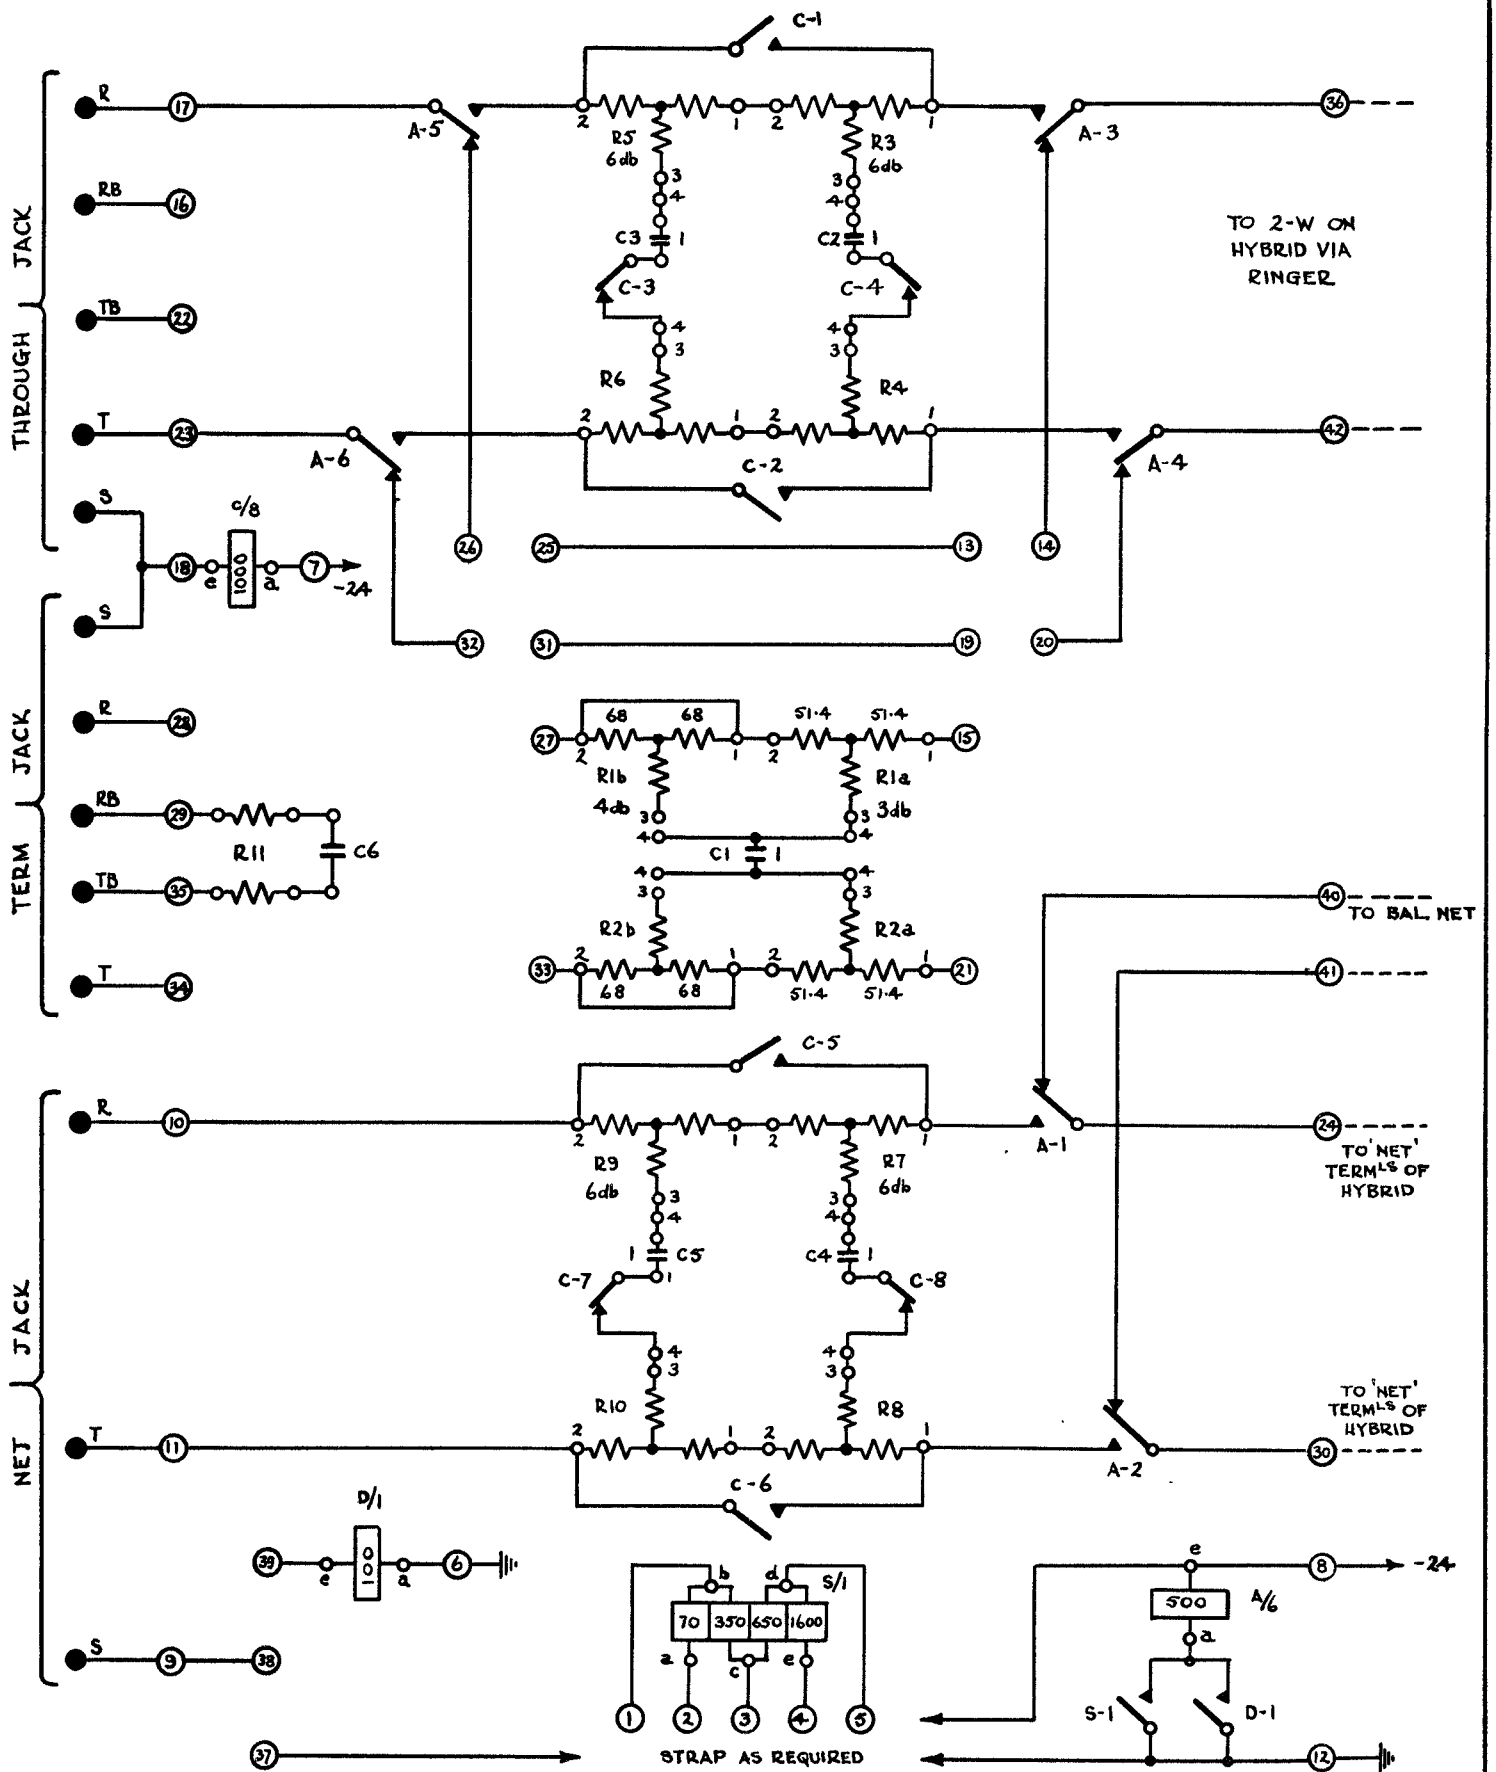 C-1
R
17
A-5
2
1
2
1
A-3
36
R5
6db
R3
6db
RB
16
3
4
3
4
C3
1
C2
1
C-3
C-4
TO 2-W ON
HYBRID VIA
RINGER
THROUGH JACK
TB
22
4
3
4
3
R6
R4
T
23
A-6
2
1
2
1
A-4
42
C-2
S
C/8
18
e
1000
a
7
-24
26
25
13
14
S
32
31
19
20
TERM JACK
R
28
27
2
68
68
1
2
51.4
51.4
1
15
R1b
4db
R1a
3db
3
4
3
4
RB
29
R11
C6
C1
1
TB
35
4
3
4
3
40
TO BAL. NET
R2b
R2a
T
34
33
2
68
68
1
2
51.4
51.4
1
21
41
C-5
NET JACK
R
10
2
1
2
1
A-1
24
TO 'NET'
TERMLS OF
HYBRID
R9
6db
R7
6db
3
4
3
4
1
C5
C4
1
C-7
1
C-8
4
3
4
3
R10
R8
TO 'NET'
TERMLS OF
HYBRID
T
11
2
1
2
1
A-2
30
C-6
D/1
39
e
100
a
6
b
d
S/1
70
350
650
1600
a
c
e
e
8
-24
500
A/6
a
S
9
38
1
2
3
4
5
S-1
D-1
37
STRAP AS REQUIRED
12